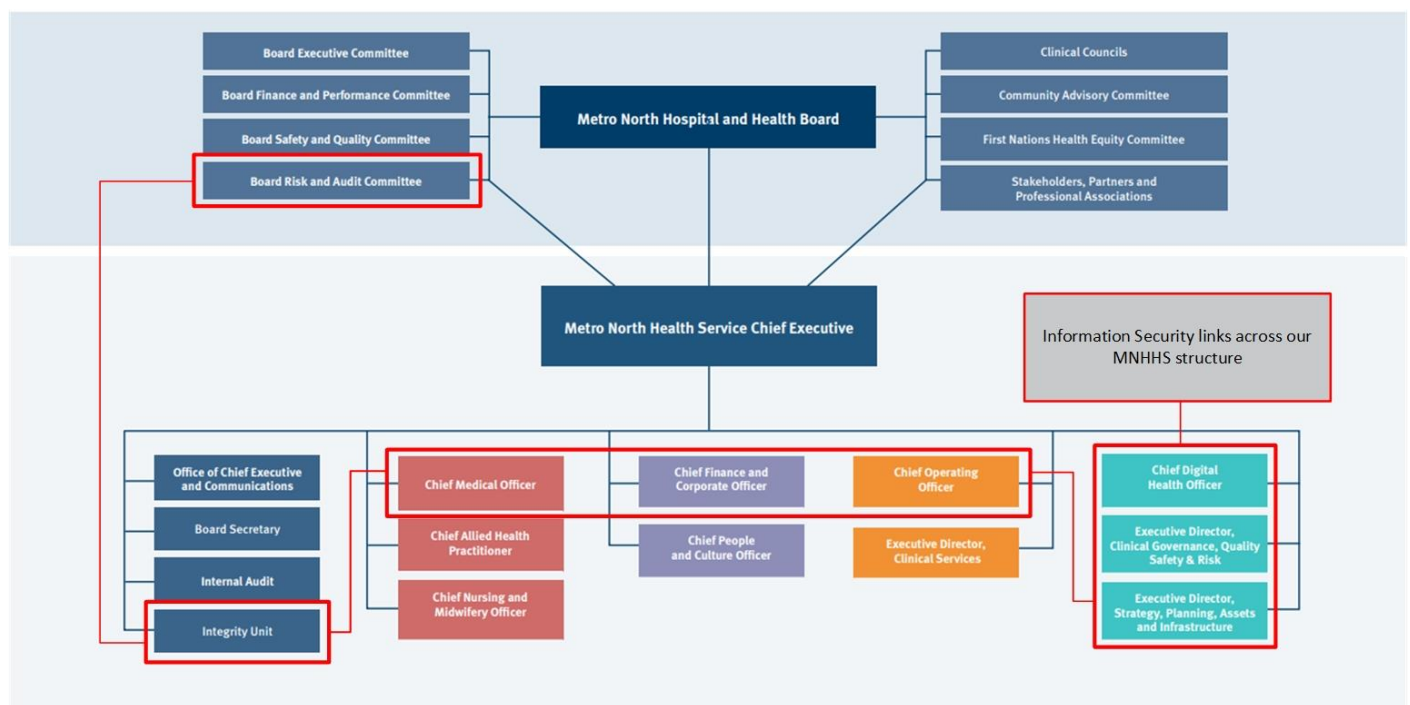 Board Executive Committee
Board Finance and Performance Committee
Board Safety and Quality Committee
Board Risk and Audit Committee
Metro North Hospital and Health Board
Clinical Councils
Community Advisory Committee
First Nations Health Equity Committee
Stakeholders, Partners and
Professional Associations
Metro North Health Service Chief Executive
Information Security links across our
MNHHS structure
Office of Chief Executive
and Communications
Board Secretary
Internal Audit
Integrity Unit
Chief Medical Officer
Chief Allied Health
Practitioner
Chief Nursing and
Midwifery Officer
Chief Finance and
Corporate Officer
Chief People
and Culture Officer
Chief Operating
Officer
Executive Director,
Clinical Services
Chief Digital
Health Officer
Executive Director,
Clinical Governance, Quality
Safety & Risk
Executive Director,
Strategy, Planning, Assets
and Infrastructure